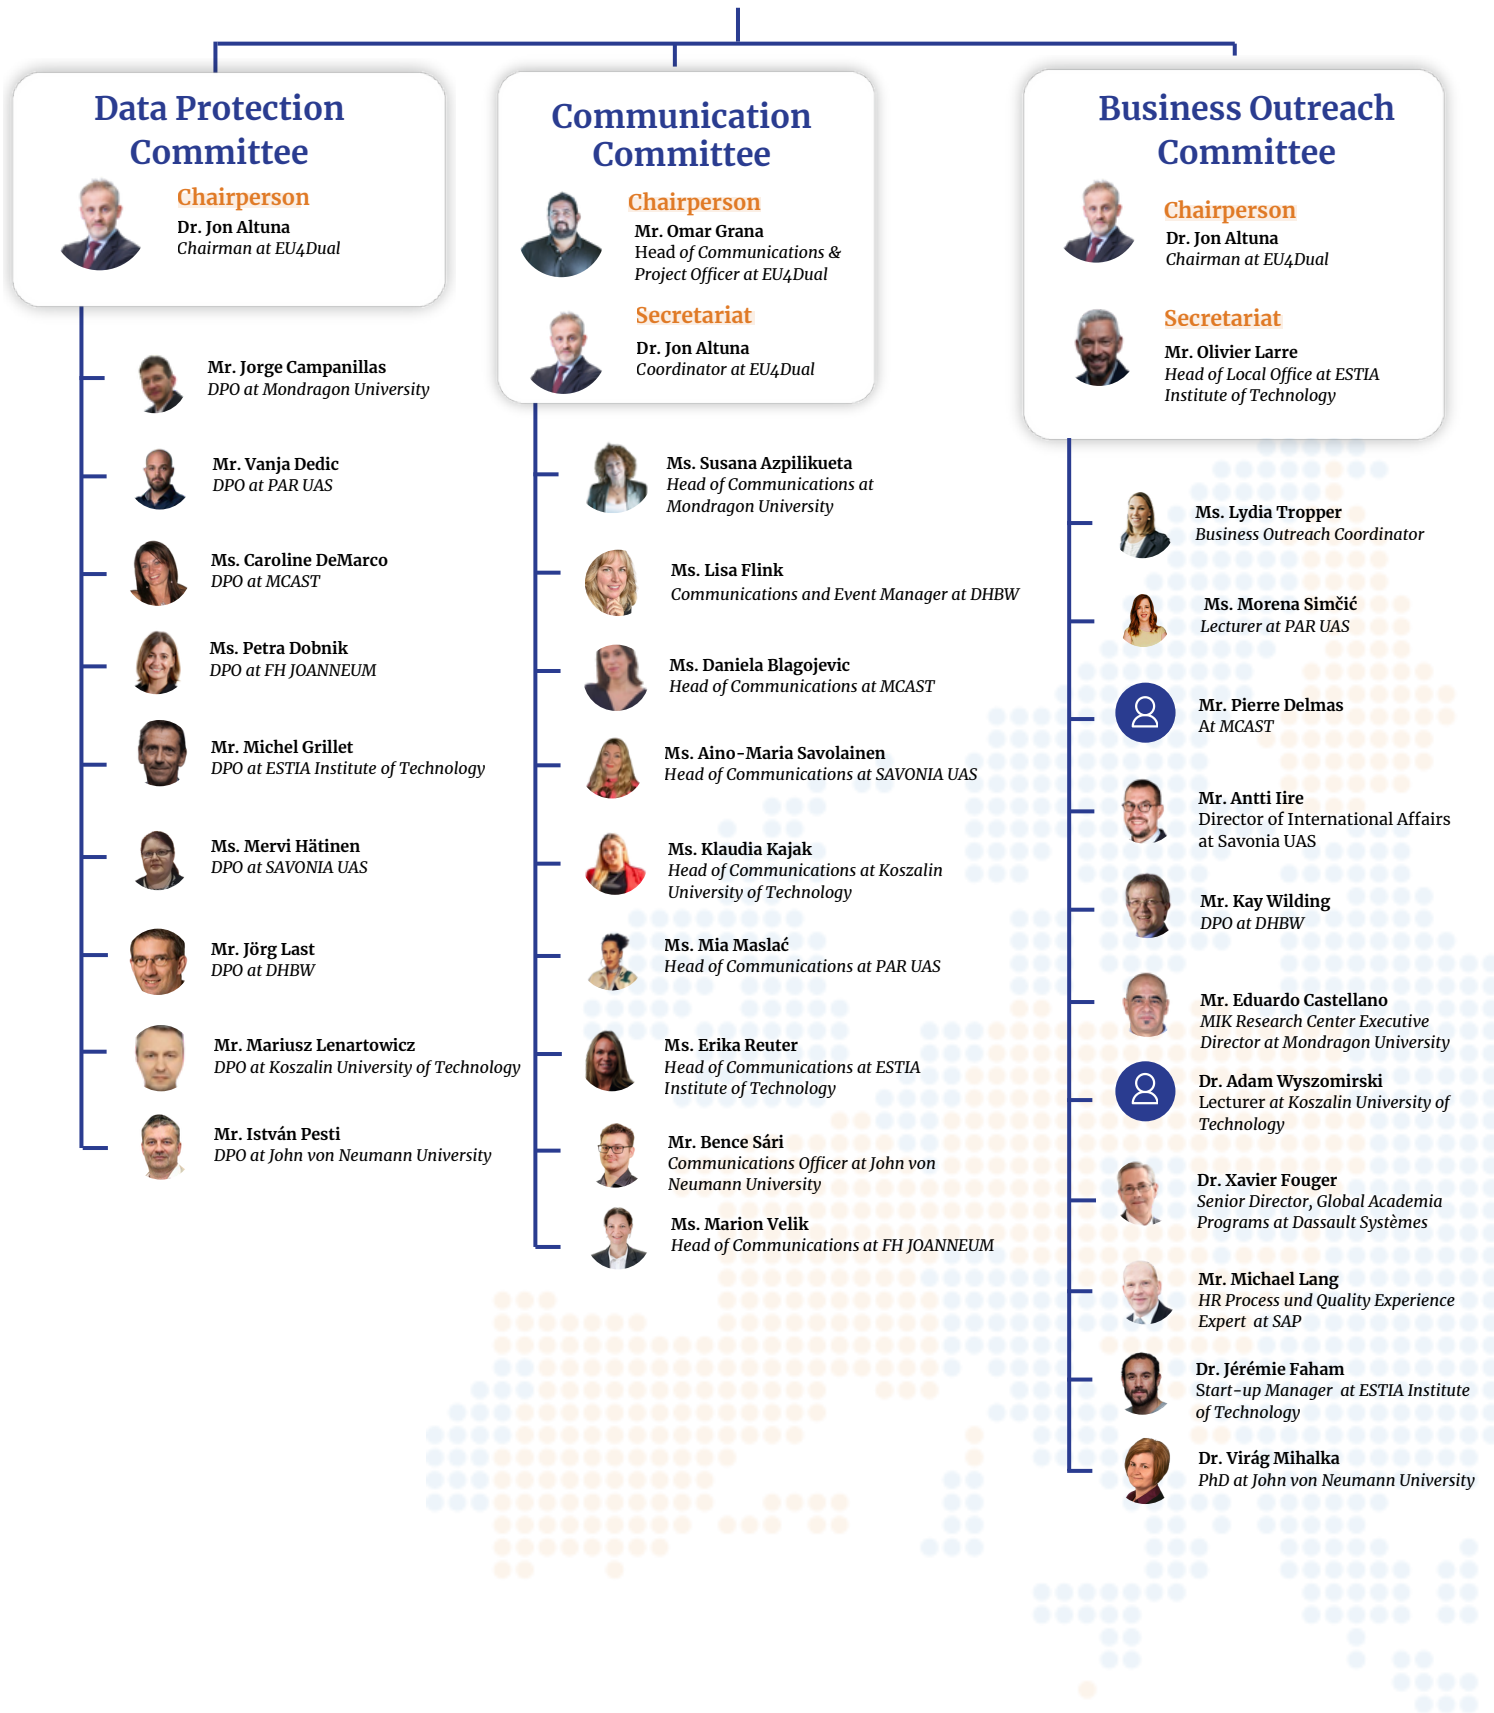 Data Protection
Committee
Chairperson
Dr. Jon Altuna
Chairman at EU4Dual
Mr. Jorge Campanillas
DPO at Mondragon University
Mr. Vanja Dedic
DPO at PAR UAS
Ms. Caroline DeMarco
DPO at MCAST
Ms. Petra Dobnik
DPO at FH JOANNEUM
Mr. Michel Grillet
DPO at ESTIA Institute of Technology
Ms. Mervi Hätinen
DPO at SAVONIA UAS
Mr. Jörg Last
DPO at DHBW
Mr. Mariusz Lenartowicz
DPO at Koszalin University of Technology
Mr. István Pesti
DPO at John von Neumann University
Communication
Committee
Chairperson
Mr. Omar Grana
Head of Communications &
Project Officer at EU4Dual
Secretariat
Dr. Jon Altuna
Coordinator at EU4Dual
Ms. Susana Azpilikueta
Head of Communications at
Mondragon University
Ms. Lisa Flink
Communications and Event Manager at DHBW
Ms. Daniela Blagojevic
Head of Communications at MCAST
Ms. Aino-Maria Savolainen
Head of Communications at SAVONIA UAS
Ms. Klaudia Kajak
Head of Communications at Koszalin
University of Technology
Ms. Mia Maslać
Head of Communications at PAR UAS
Ms. Erika Reuter
Head of Communications at ESTIA
Institute of Technology
Mr. Bence Sári
Communications Officer at John von
Neumann University
Ms. Marion Velik
Head of Communications at FH JOANNEUM
Business Outreach
Committee
Chairperson
Dr. Jon Altuna
Chairman at EU4Dual
Secretariat
Mr. Olivier Larre
Head of Local Office at ESTIA
Institute of Technology
Ms. Lydia Tropper
Business Outreach Coordinator
Ms. Morena Simčić
Lecturer at PAR UAS
Mr. Pierre Delmas
At MCAST
Mr. Antti Iire
Director of International Affairs
at Savonia UAS
Mr. Kay Wilding
DPO at DHBW
Mr. Eduardo Castellano
MIK Research Center Executive
Director at Mondragon University
Dr. Adam Wyszomirski
Lecturer at Koszalin University of
Technology
Dr. Xavier Fouger
Senior Director, Global Academia
Programs at Dassault Systèmes
Mr. Michael Lang
HR Process und Quality Experience
Expert at SAP
Dr. Jérémie Faham
Start-up Manager at ESTIA Institute
of Technology
Dr. Virág Mihalka
PhD at John von Neumann University